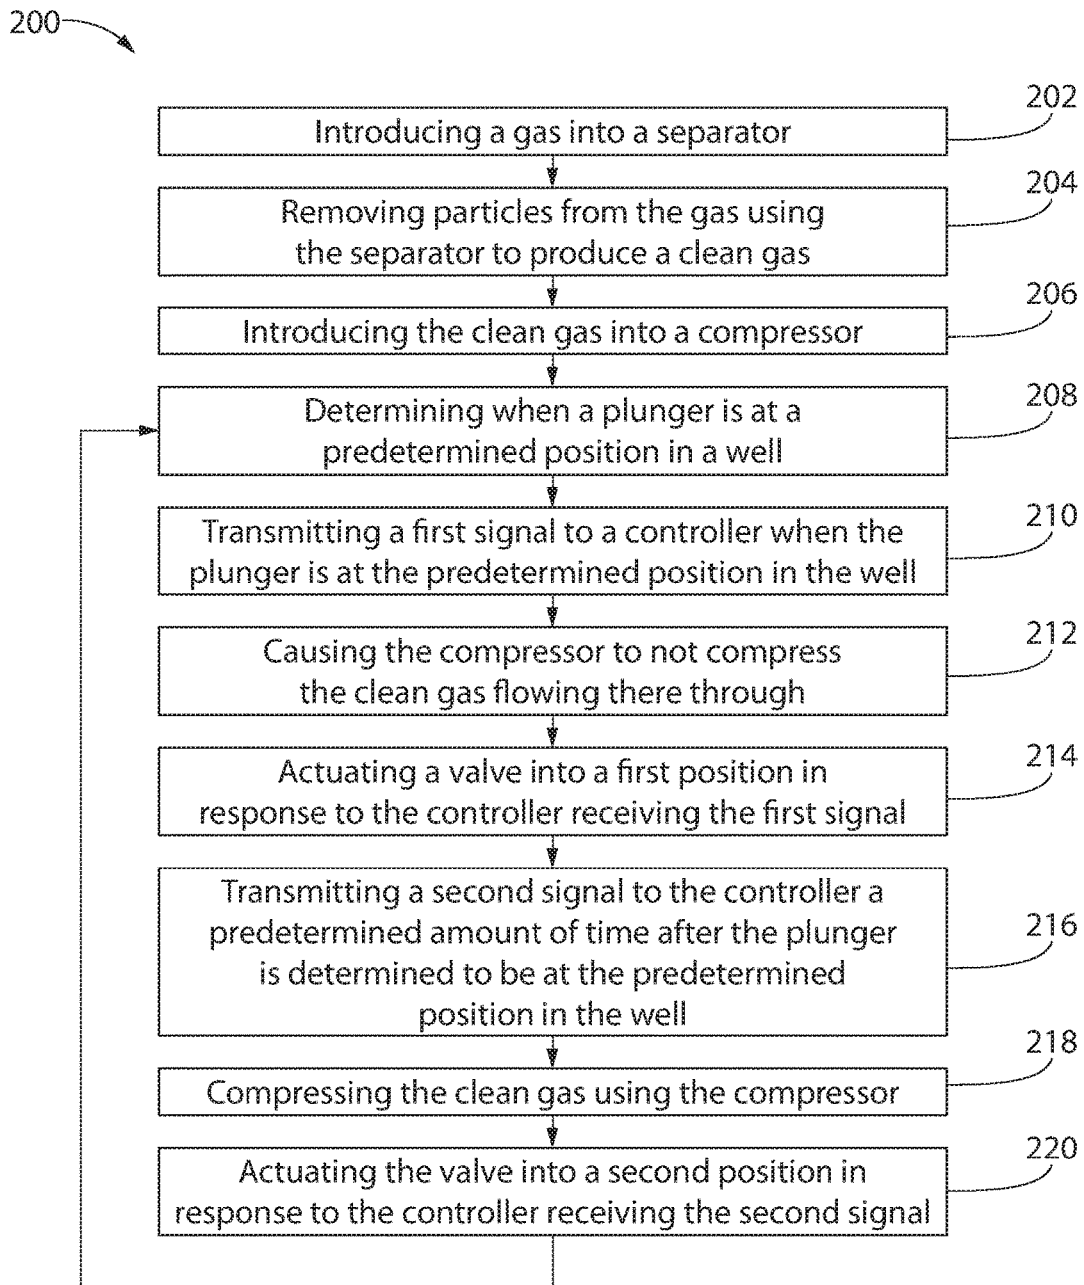 200
202
Introducing a gas into a separator
204
Removing particles from the gas using
the separator to produce a clean gas
206
Introducing the clean gas into a compressor
208
Determining when a plunger is at a
predetermined position in a well
210
Transmitting a first signal to a controller when the
plunger is at the predetermined position in the well
212
Causing the compressor to not compress
the clean gas flowing there through
214
Actuating a valve into a first position in
response to the controller receiving the first signal
216
Transmitting a second signal to the controller a
predetermined amount of time after the plunger
is determined to be at the predetermined
position in the well
218
Compressing the clean gas using the compressor
220
Actuating the valve into a second position in
response to the controller receiving the second signal